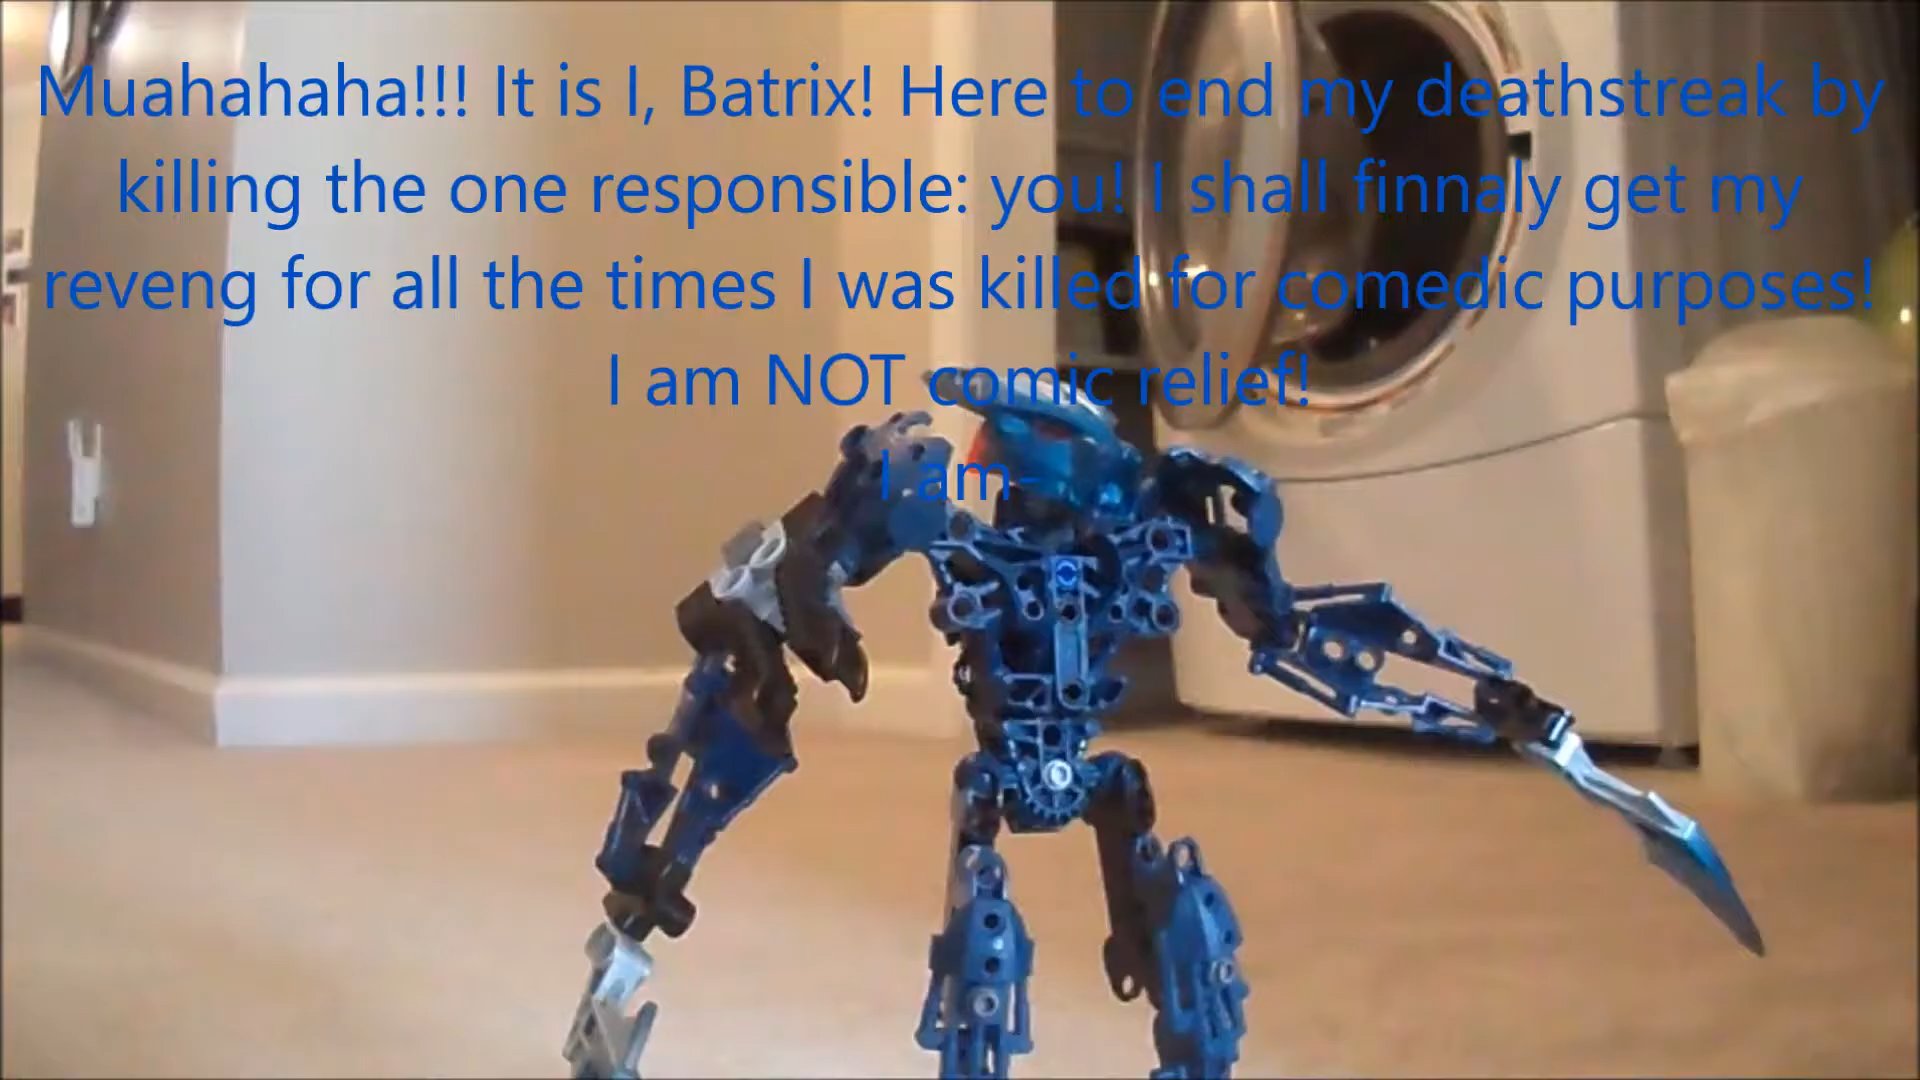 Muahahaha!!! It is I, Batrix! Here to end my deathstreak by
killing the one responsible: you! I shall finnaly get my
reveng for all the times I was killed for comedic purposes!
I am NOT comic relief!
I am-